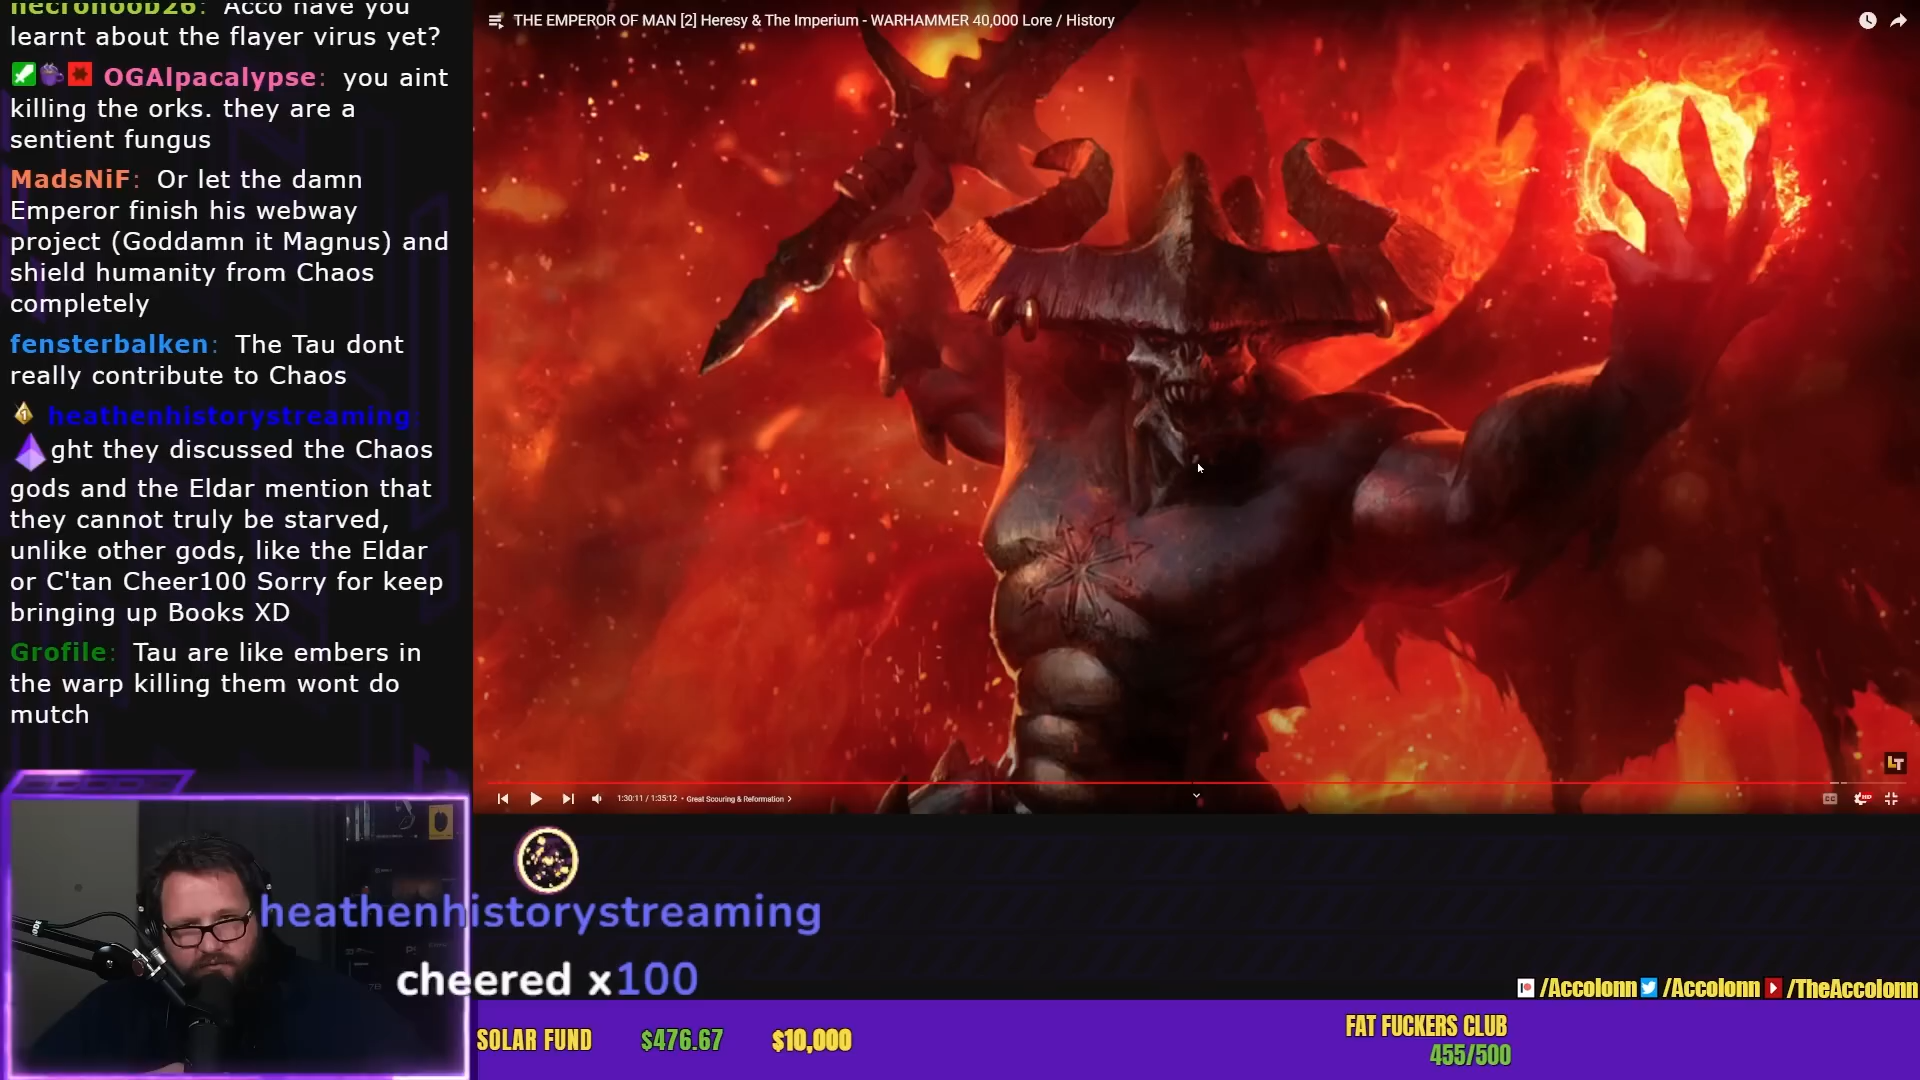 necronoob26: Acco have you
learnt about the flayer virus yet?
OGAlpacalypse: you aint
killing the orks. they are a
sentient fungus
MadsNiF: Or let the damn
Emperor finish his webway
project (Goddamn it Magnus) and
shield humanity from Chaos
completely
fensterbalken: The Tau dont
really contribute to Chaos
heathenhistorystreaming:
ght they discussed the Chaos
gods and the Eldar mention that
they cannot truly be starved,
unlike other gods, like the Eldar
or C'tan Cheer100 Sorry for keep
bringing up Books XD
Grofile: Tau are like embers in
the warp killing them wont do
mutch
THE EMPEROR OF MAN [2] Heresy & The Imperium - WARHAMMER 40,000 Lore / History
LT
1:30:11 / 1:35:12 • Great Scouring & Reformation
CC
HD
heathenhistorystreaming
cheered x100
/Accolonn /Accolonn /TheAccolonn
SOLAR FUND $476.67 $10,000
FAT FUCKERS CLUB
455/500